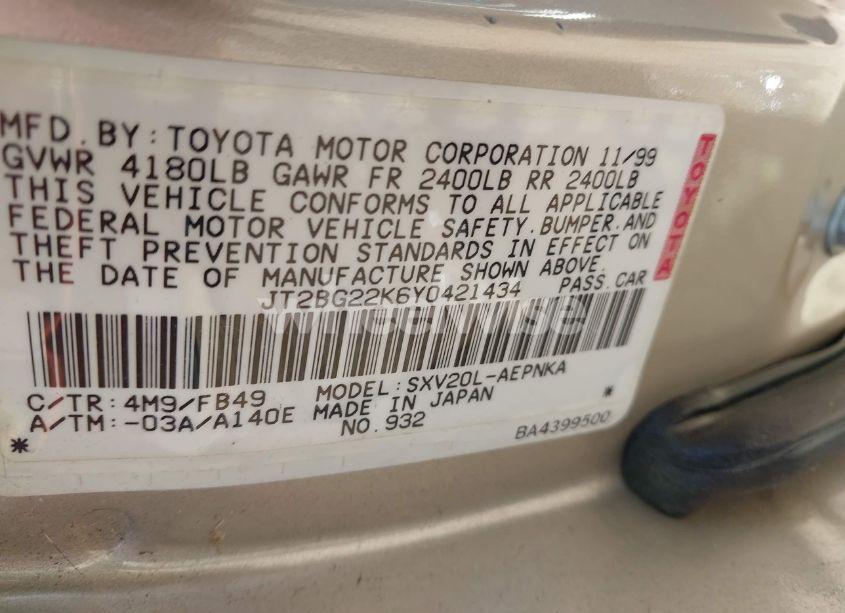 MFD. BY: TOYOTA MOTOR CORPORATION 11/99
GVWR 4180LB GAWR FR 2400LB RR 2400LB
THIS VEHICLE CONFORMS TO ALL APPLICABLE
FEDERAL MOTOR VEHICLE SAFETY, BUMPER, AND
THEFT PREVENTION STANDARDS IN EFFECT ON
THE DATE OF MANUFACTURE SHOWN ABOVE.
JT2BG22K6Y0421434 PASS. CAR
wheelwise
C/TR: 4M9/FB49 MODEL: SXV20L-AEPNKA
A/TM: -03A/A140E MADE IN JAPAN *
* NO. 932 BA4399500
TOYOTA